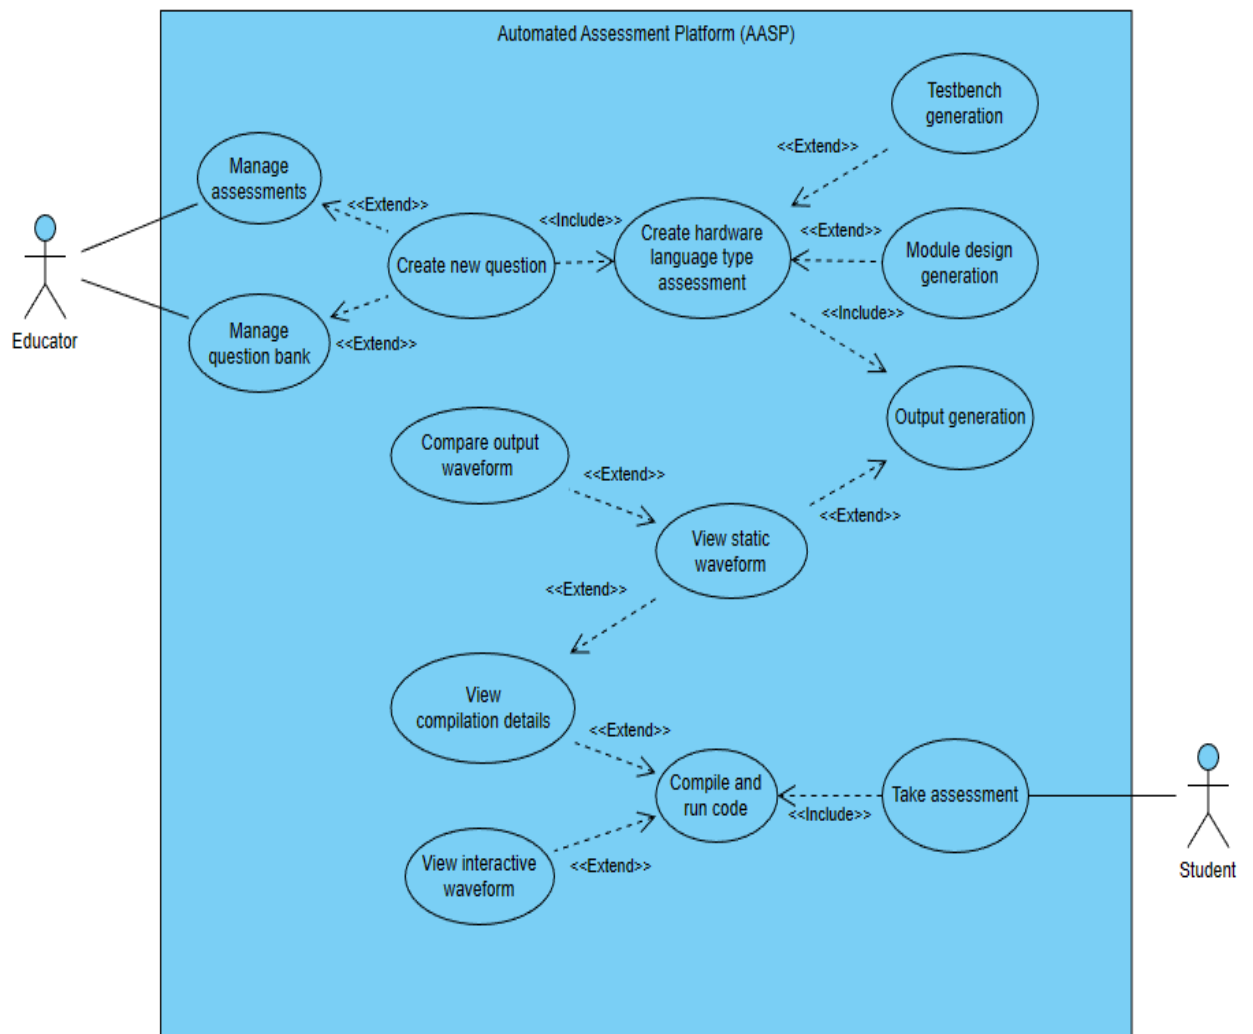 Automated Assessment Platform (AASP)
Testbench
generation
<<Extend>>
Manage
assessments
<<Extend>>
<<Include>>
Create new question
Create hardware
language type
assessment
<<Extend>>
Module design
generation
<<Include>>
Manage
question bank
<<Extend>>
Educator
Output generation
Compare output
waveform
<<Extend>>
<<Extend>>
View static
waveform
<<Extend>>
View
compilation details
<<Extend>>
Compile and
run code
<<Include>>
Take assessment
View interactive
waveform
<<Extend>>
Student